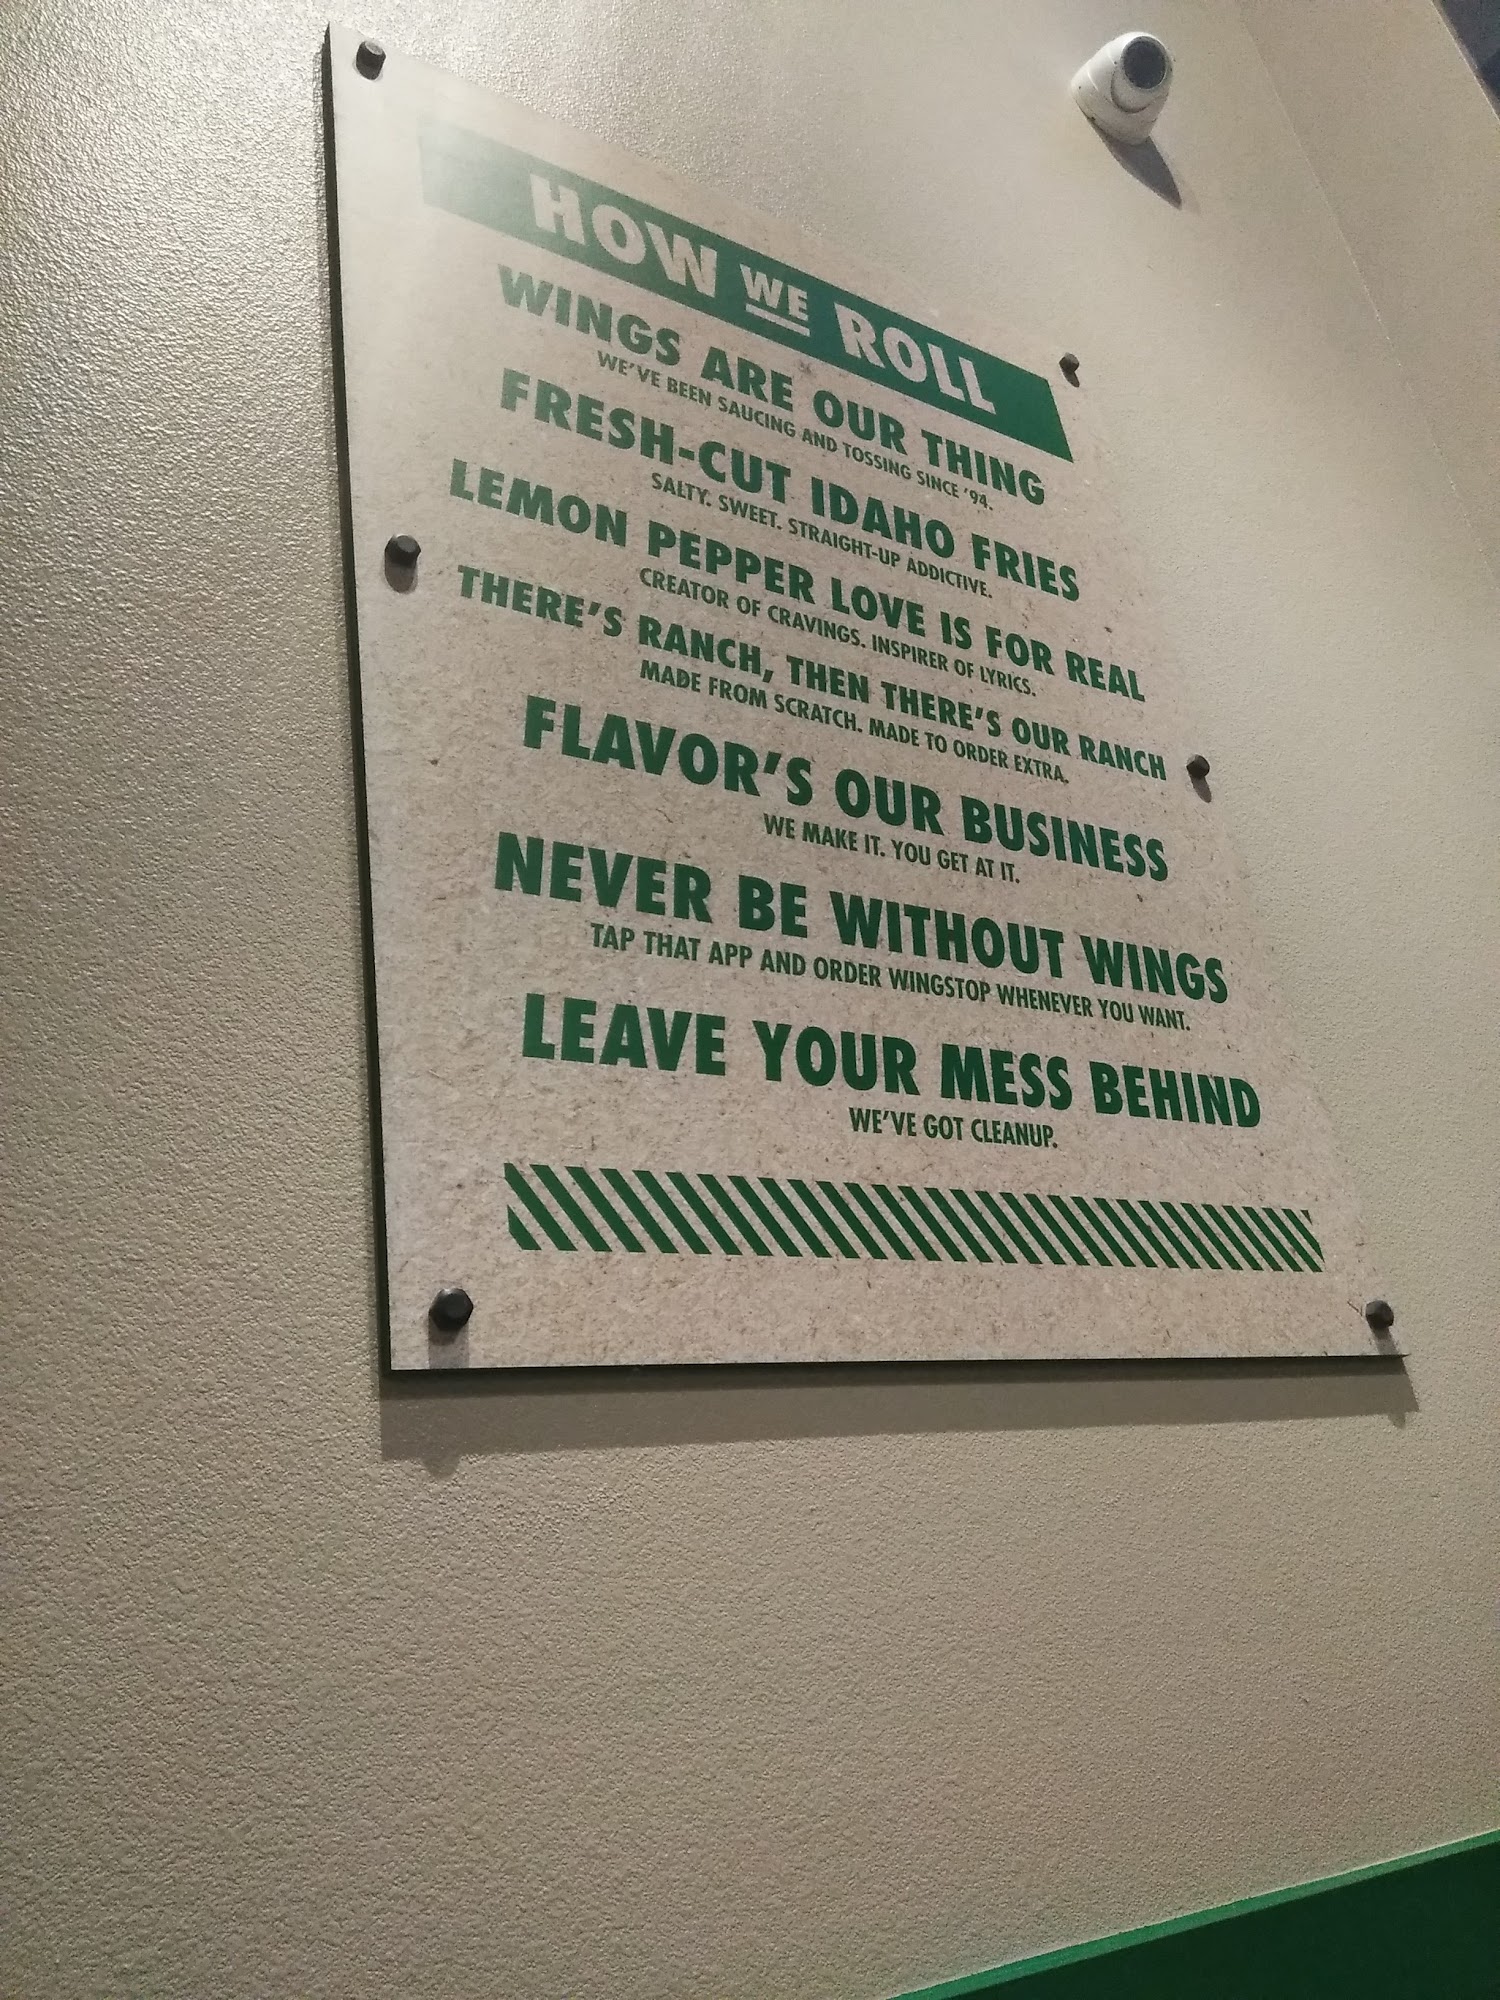 HOW WE ROLL
WINGS ARE OUR THING
WE'VE BEEN SAUCING AND TOSSING SINCE '94.
FRESH-CUT IDAHO FRIES
SALTY. SWEET. STRAIGHT-UP ADDICTIVE.
LEMON PEPPER LOVE IS FOR REAL
CREATOR OF CRAVINGS. INSPIRER OF LYRICS.
THERE'S RANCH, THEN THERE'S OUR RANCH
MADE FROM SCRATCH. MADE TO ORDER EXTRA.
FLAVOR'S OUR BUSINESS
WE MAKE IT. YOU GET AT IT.
NEVER BE WITHOUT WINGS
TAP THAT APP AND ORDER WINGSTOP WHENEVER YOU WANT.
LEAVE YOUR MESS BEHIND
WE'VE GOT CLEANUP.